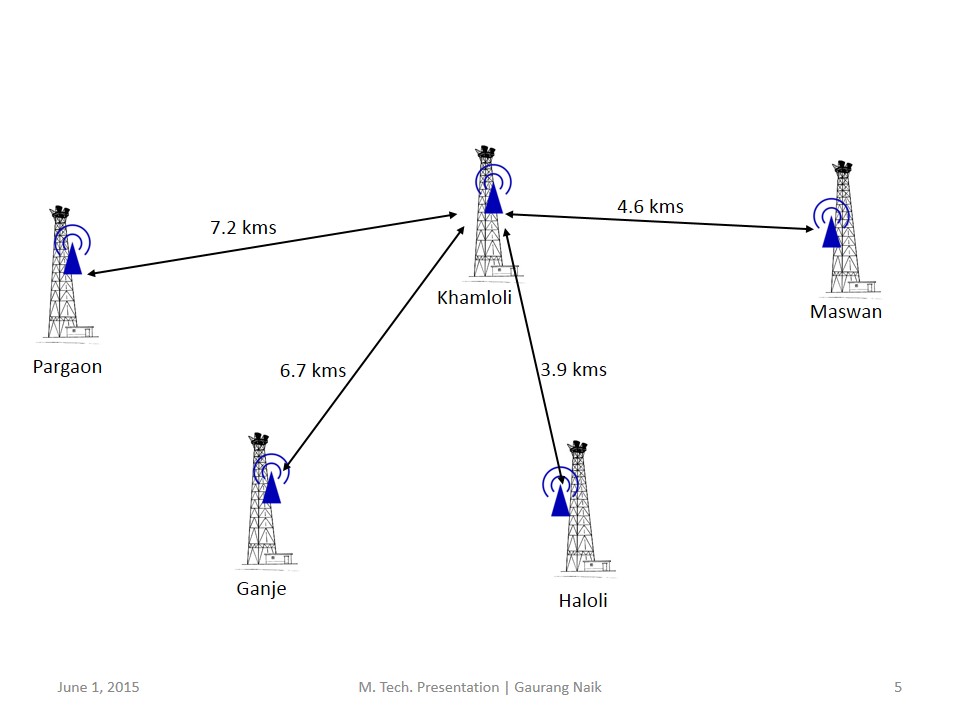 7.2 kms
4.6 kms
Khamloli
Maswan
Pargaon
6.7 kms
3.9 kms
Ganje
Haloli
June 1, 2015
M. Tech. Presentation | Gaurang Naik
5